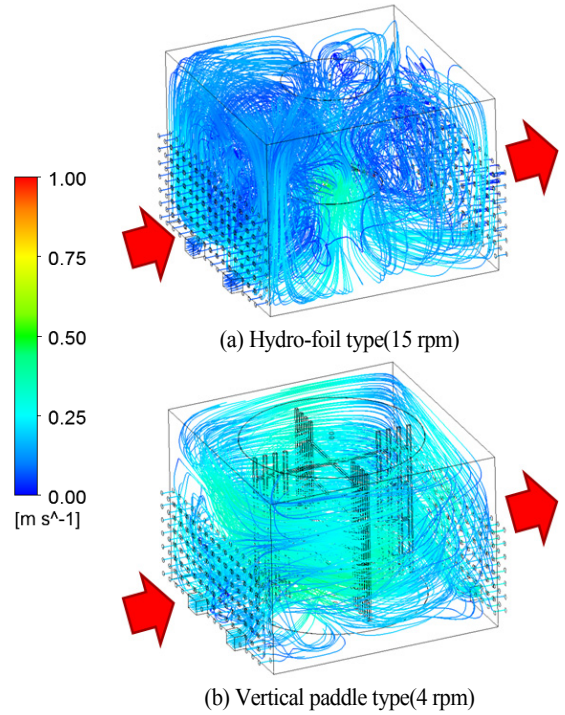 1.00
0.75
0.50
0.25
0.00
[m s^-1]
(a) Hydro-foil type(15 rpm)
(b) Vertical paddle type(4 rpm)